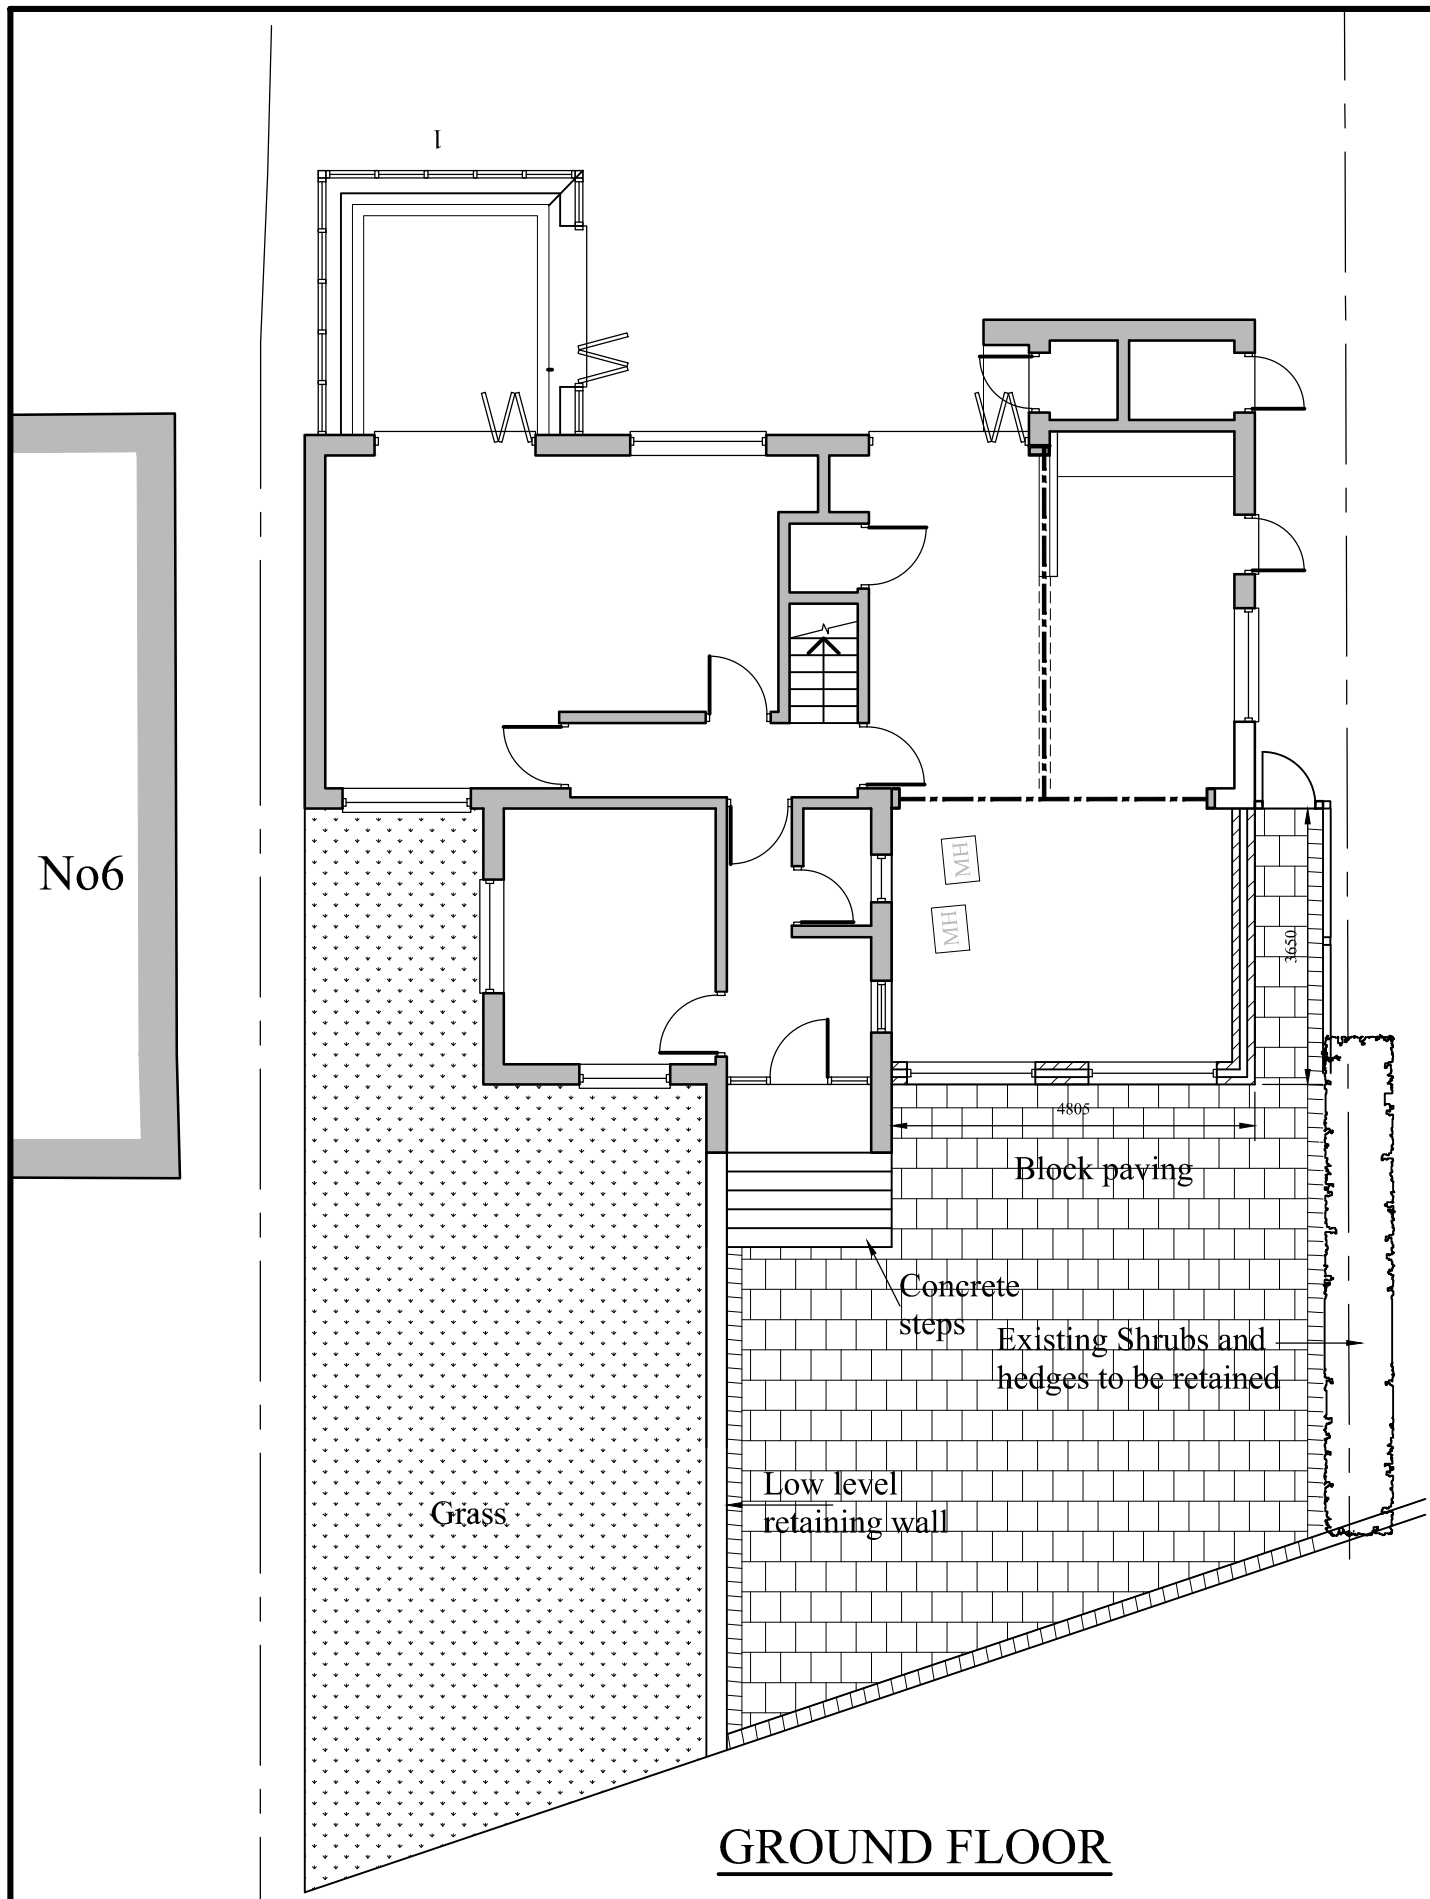 1
No6
MH
MH
3650
4805
Block paving
Concrete
steps
Existing Shrubs and
hedges to be retained
Low level
retaining wall
Grass
GROUND FLOOR